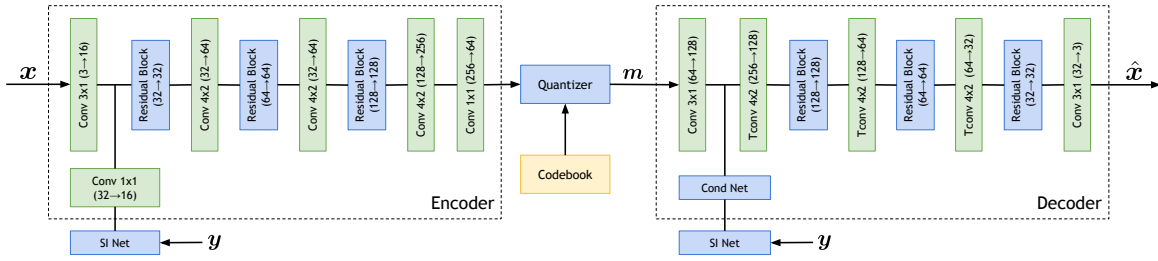 x
Conv 3x1 (3→16)
Residual Block
(32→32)
Conv 4x2 (32→64)
Residual Block
(64→64)
Conv 4x2 (32→64)
Residual Block
(128→128)
Conv 4x2 (128→256)
Conv 1x1 (256→64)
Conv 1x1
(32→16)
Encoder
SI Net
y
Quantizer
Codebook
m
Conv 3x1 (64→128)
Tconv 4x2 (256→128)
Residual Block
(128→128)
Tconv 4x2 (128→64)
Residual Block
(64→64)
Tconv 4x2 (64→32)
Residual Block
(32→32)
Conv 3x1 (32→3)
x̂
Cond Net
Decoder
SI Net
y